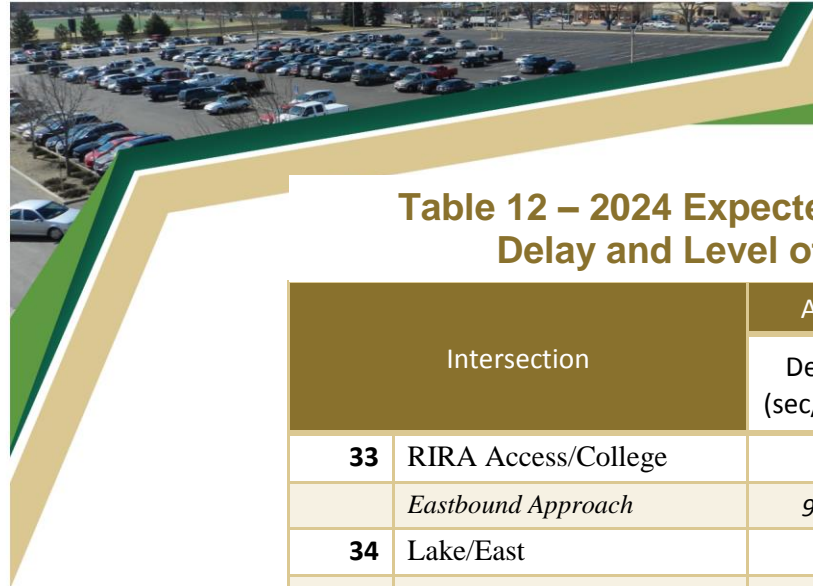 Table 12 – 2024 Expecte
Delay and Level o
Intersection
A
De
(sec/
33 RIRA Access/College
Eastbound Approach 9
34 Lake/East